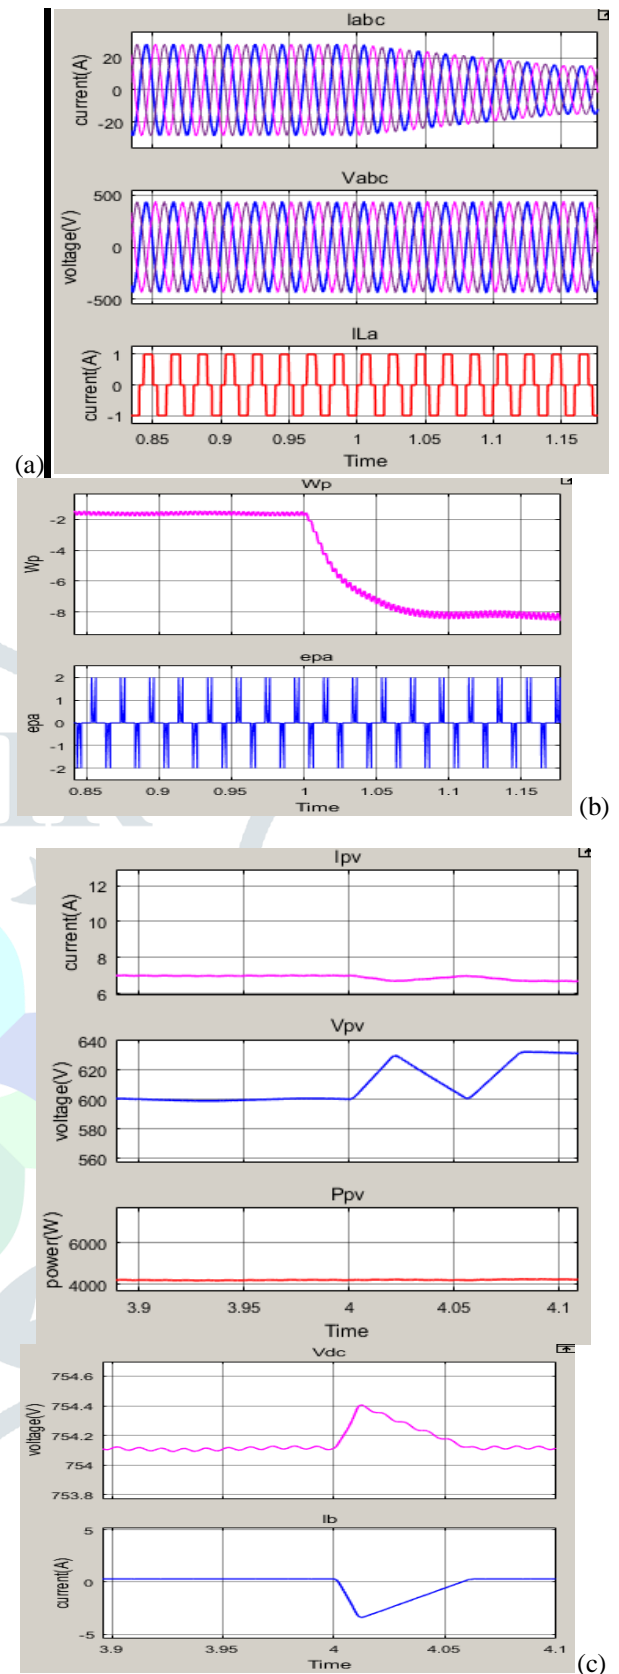 Iabc
current(A)
20
0
-20
Vabc
voltage(V)
500
0
-500
ILa
current(A)
1
0
-1
0.85 0.9 0.95 1 1.05 1.1 1.15
Time
(a)
Wp
Wp
-2
-4
-6
-8
epa
epa
2
1
0
-1
-2
0.85 0.9 0.95 1 1.05 1.1 1.15
Time
(b)
Ipv
current(A)
12
10
8
6
Vpv
voltage(V)
640
620
600
580
560
Ppv
power(W)
6000
4000
3.9 3.95 4 4.05 4.1
Time
Vdc
voltage(V)
754.6
754.4
754.2
754
753.8
Ib
current(A)
5
0
-5
3.9 3.95 4 4.05 4.1
Time
(c)